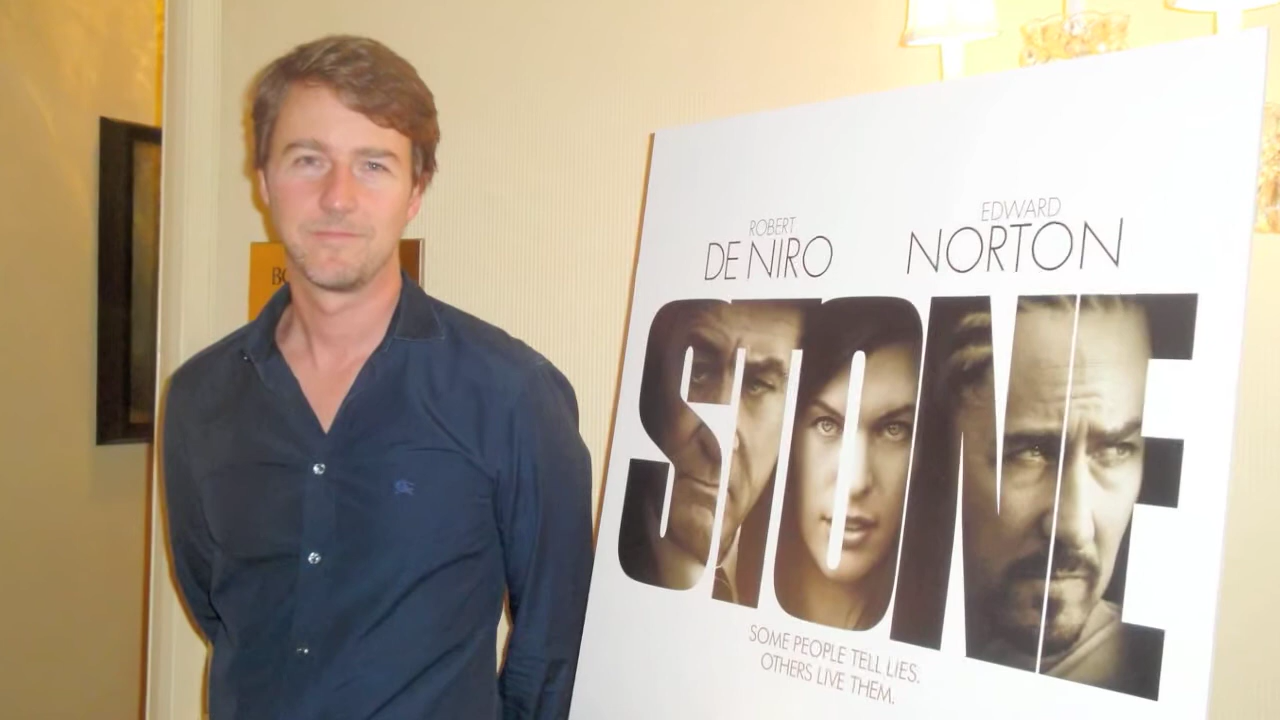 ROBERT
DE NIRO
EDWARD
NORTON
STONE
SOME PEOPLE TELL LIES.
OTHERS LIVE THEM.